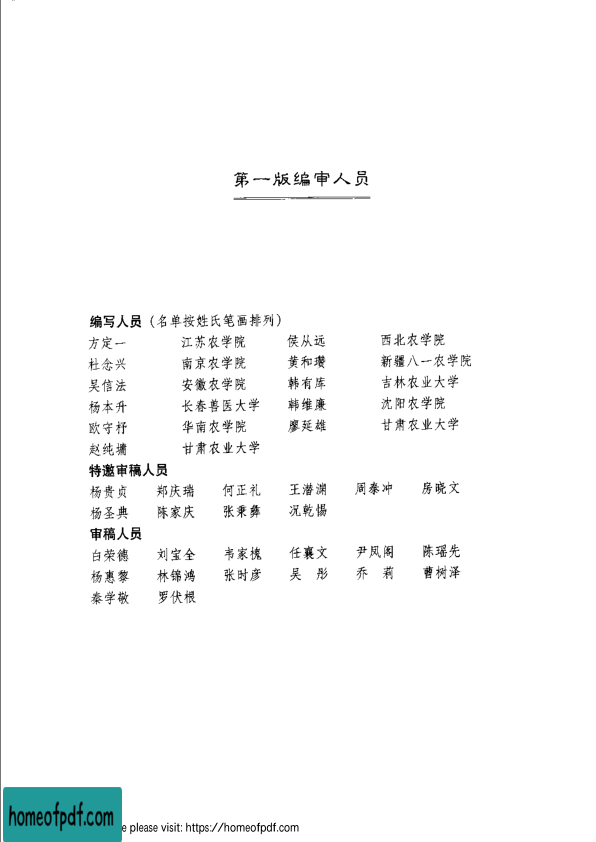 第一版编审人员
编写人员（名单按姓氏笔画排列）
方定一 江苏农学院 侯从远 西北农学院
杜念兴 南京农学院 黄和瓒 新疆八一农学院
吴信法 安徽农学院 韩有库 吉林农业大学
杨本升 长春兽医大学 韩维廉 沈阳农学院
欧守杼 华南农学院 廖延雄 甘肃农业大学
赵纯墉 甘肃农业大学
特邀审稿人员
杨贵贞 郑庆瑞 何正礼 王潜渊 周泰冲 房晓文
杨圣典 陈家庆 张秉彝 况乾惕
审稿人员
白荣德 刘宝全 韦家槐 任襄文 尹凤阁 陈瑶先
杨惠黎 林锦鸿 张时彦 吴彤 乔莉 曹树泽
秦学敬 罗伏根
homeofpdf.com
please visit: https://homeofpdf.com